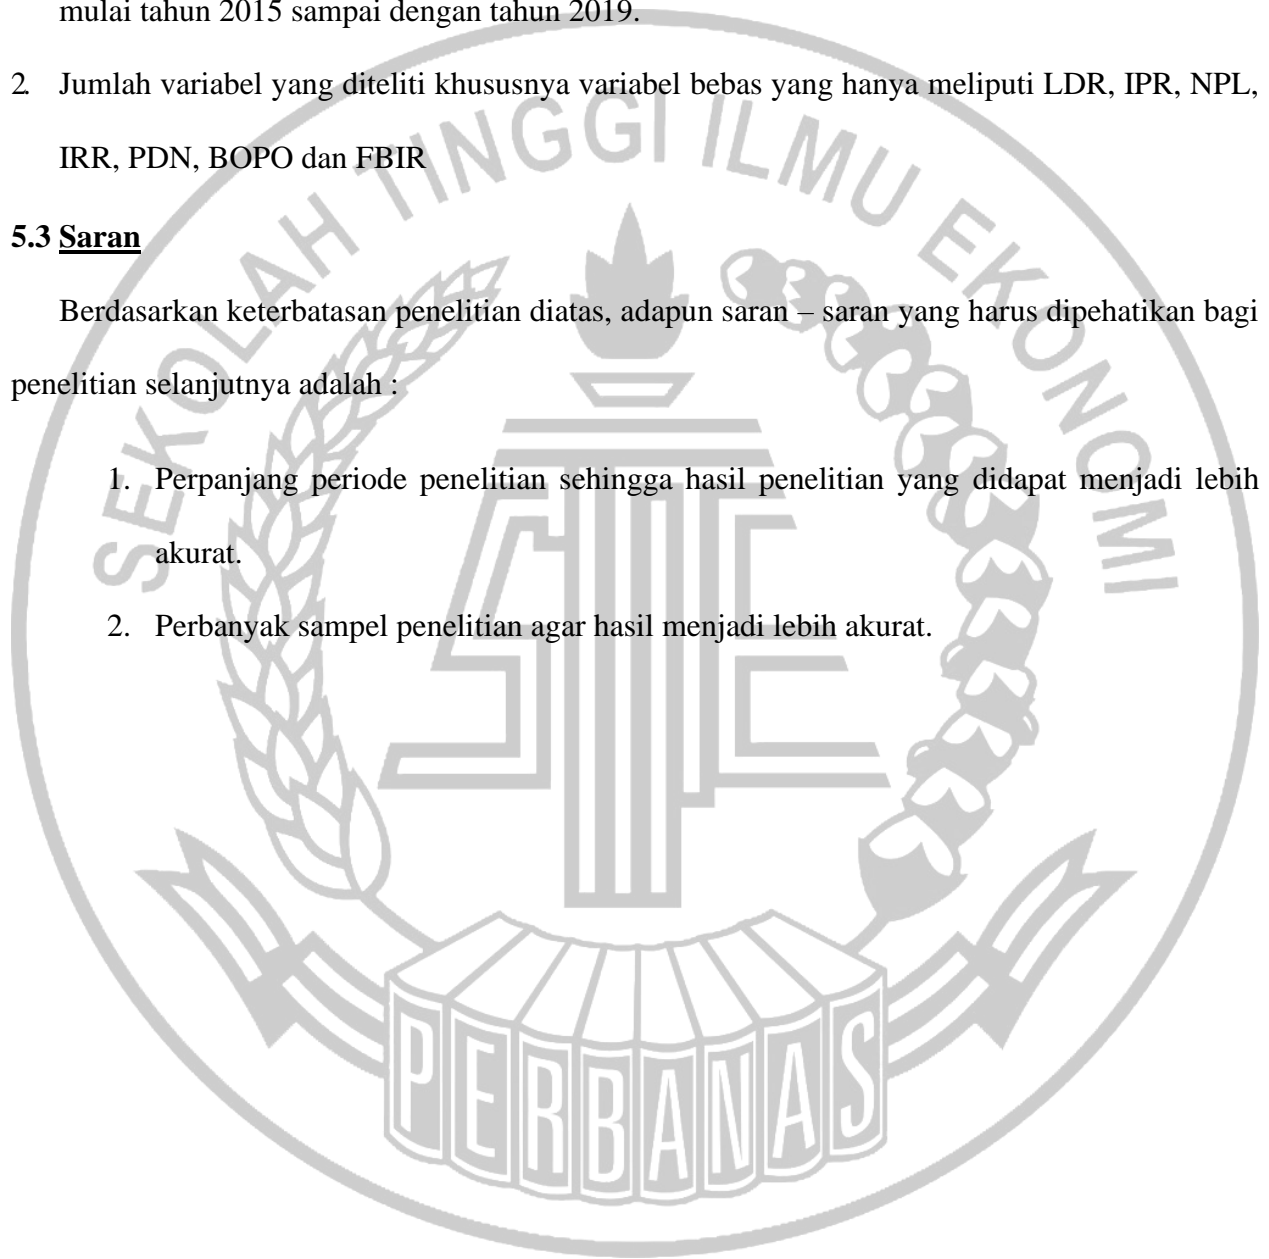 mulai tahun 2015 sampai dengan tahun 2019.
2. Jumlah variabel yang diteliti khususnya variabel bebas yang hanya meliputi LDR, IPR, NPL,
IRR, PDN, BOPO dan FBIR
5.3 Saran
Berdasarkan keterbatasan penelitian diatas, adapun saran – saran yang harus dipehatikan bagi
penelitian selanjutnya adalah :
1. Perpanjang periode penelitian sehingga hasil penelitian yang didapat menjadi lebih
akurat.
2. Perbanyak sampel penelitian agar hasil menjadi lebih akurat.
SEKOLAH TINGGI ILMU EKONOMI
STIE
PERBANAS